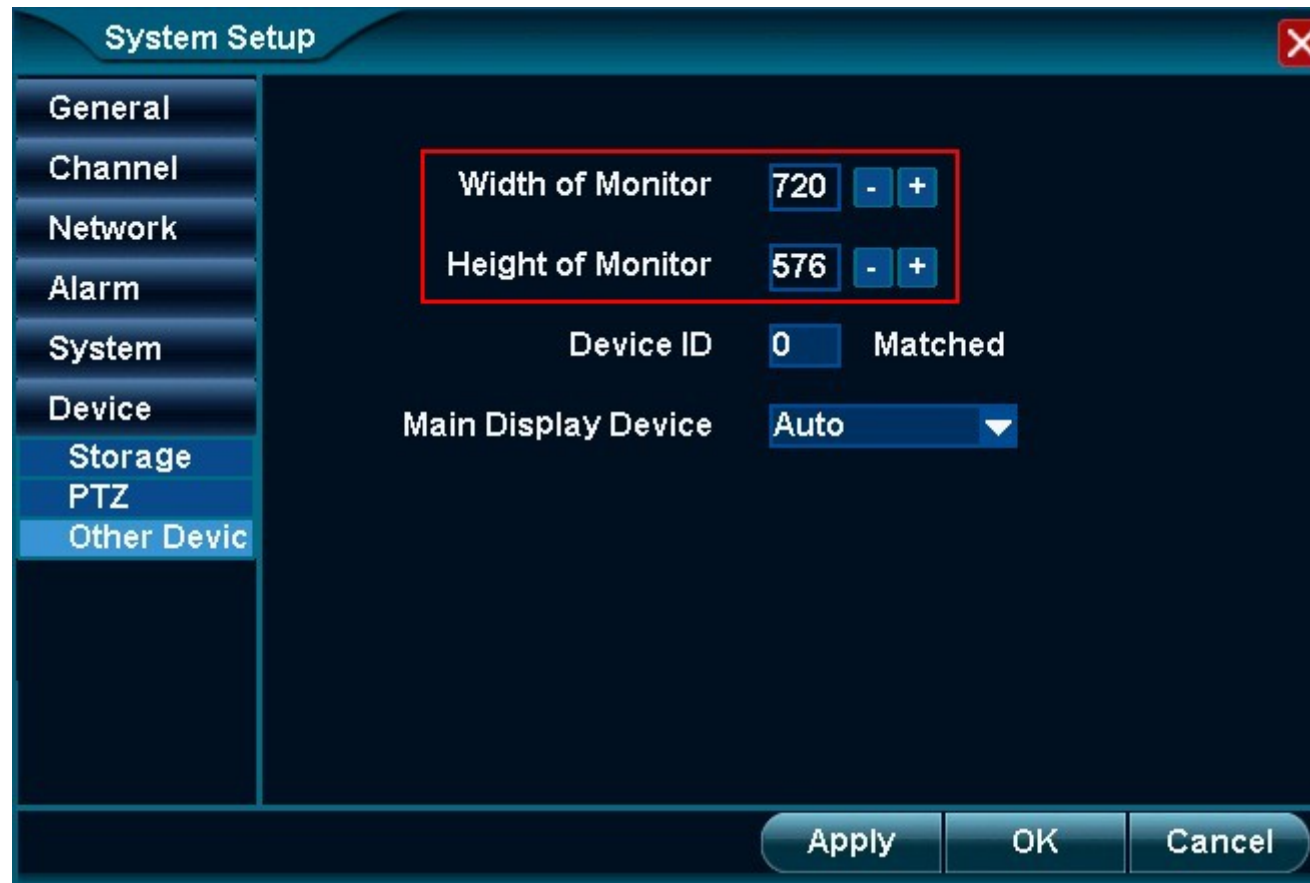 System Setup
General
Channel
Network
Alarm
System
Device
Storage
PTZ
Other Devic
Width of Monitor 720 - +
Height of Monitor 576 - +
Device ID 0 Matched
Main Display Device Auto
Apply OK Cancel